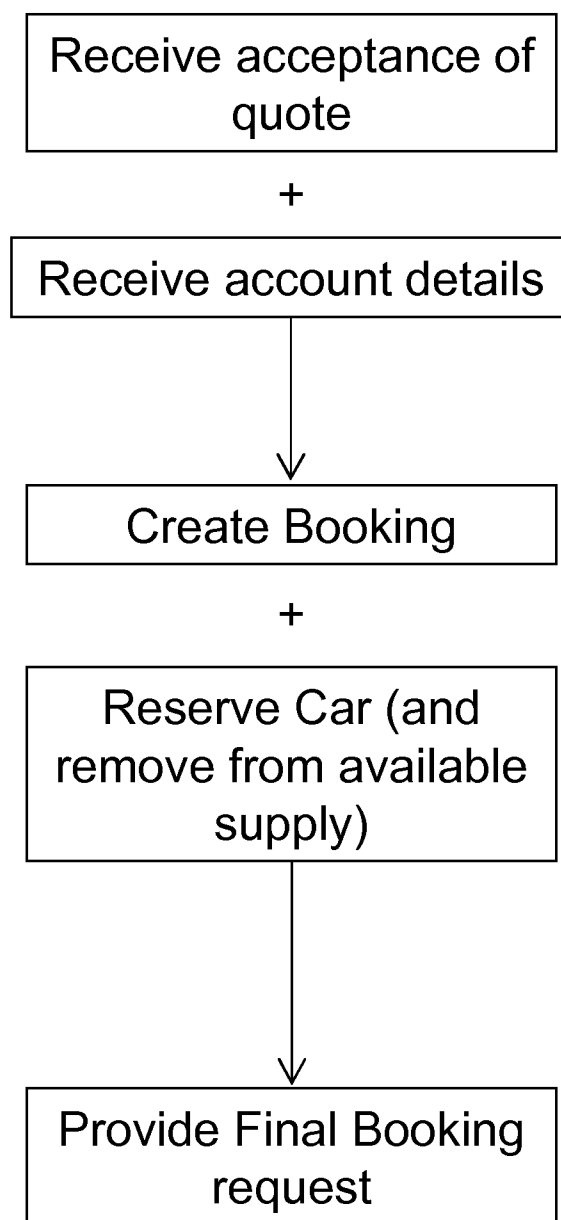 Receive acceptance of
quote
+
Receive account details
Create Booking
+
Reserve Car (and
remove from available
supply)
Provide Final Booking
request